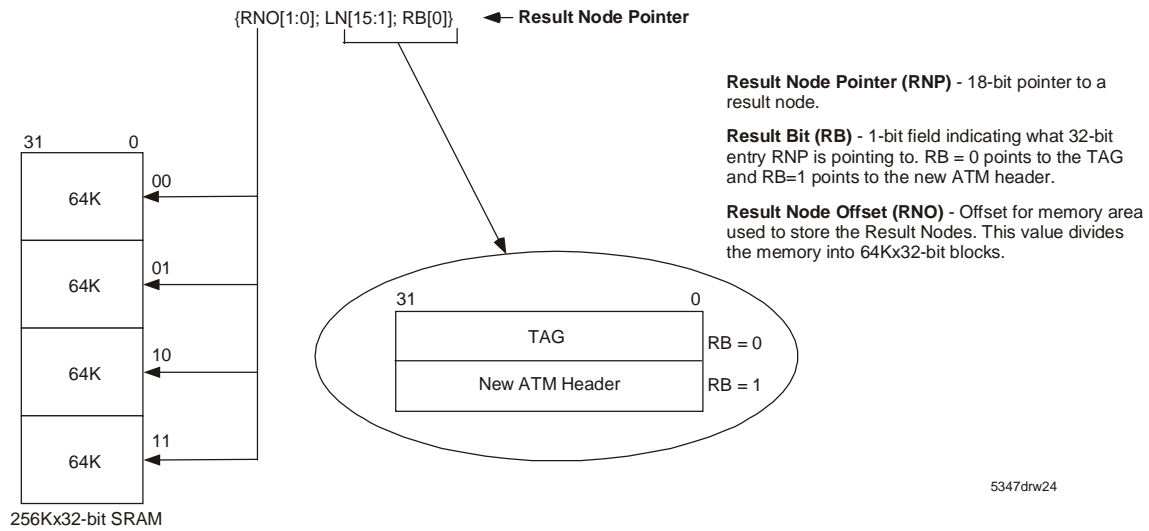 {RNO[1:0]; LN[15:1]; RB[0]}
Result Node Pointer
Result Node Pointer (RNP) - 18-bit pointer to a
result node.
Result Bit (RB) - 1-bit field indicating what 32-bit
entry RNP is pointing to. RB = 0 points to the TAG
and RB=1 points to the new ATM header.
Result Node Offset (RNO) - Offset for memory area
used to store the Result Nodes. This value divides
the memory into 64Kx32-bit blocks.
31 0
64K
00
64K
01
64K
10
64K
11
256Kx32-bit SRAM
31 0
TAG
RB = 0
New ATM Header
RB = 1
5347drw24